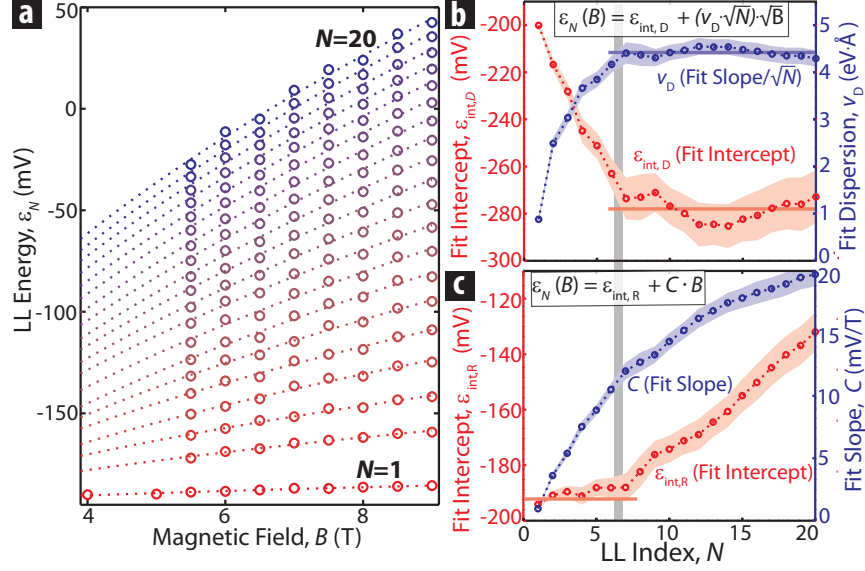 a
50
0
-50
-100
-150
LL Energy, ε_N (mV)
N=20
N=1
4
6
8
Magnetic Field, B (T)
b
ε_N (B) = ε_int, D + (v_D·√N)·√B
-200
-220
-240
-260
-280
-300
Fit Intercept, ε_int,D (mV)
v_D (Fit Slope/√N)
ε_int, D (Fit Intercept)
5
4
3
2
1
0
Fit Dispersion, v_D (eV·Å)
c
ε_N (B) = ε_int, R + C · B
-120
-140
-160
-180
-200
Fit Intercept, ε_int,R (mV)
C (Fit Slope)
ε_int,R (Fit Intercept)
20
15
10
5
0
Fit Slope, C (mV/T)
0
5
10
15
20
LL Index, N